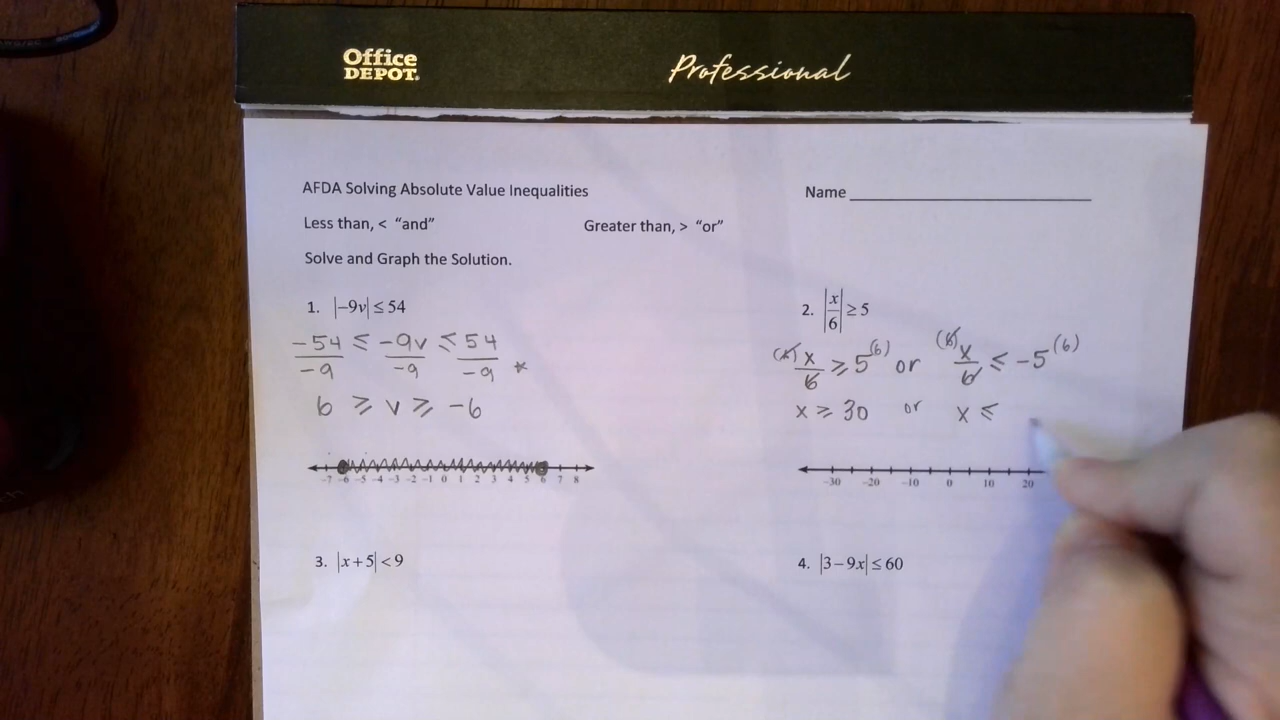 Office
DEPOT.
Professional
AFDA Solving Absolute Value Inequalities
Name
Less than, < “and”
Greater than, > “or”
Solve and Graph the Solution.
1. |−9v| ≤ 54
-54/-9 ≤ -9v/-9 ≤ 54/-9 *
6 ≥ v ≥ -6
-7 -6 -5 -4 -3 -2 -1 0 1 2 3 4 5 6 7 8
2. |x/6| ≥ 5
(6) x/6 ≥ 5(6) or (6) x/6 ≤ -5(6)
x ≥ 30 or x ≤
-30 -20 -10 0 10 20
3. |x+5| < 9
4. |3−9x| ≤ 60